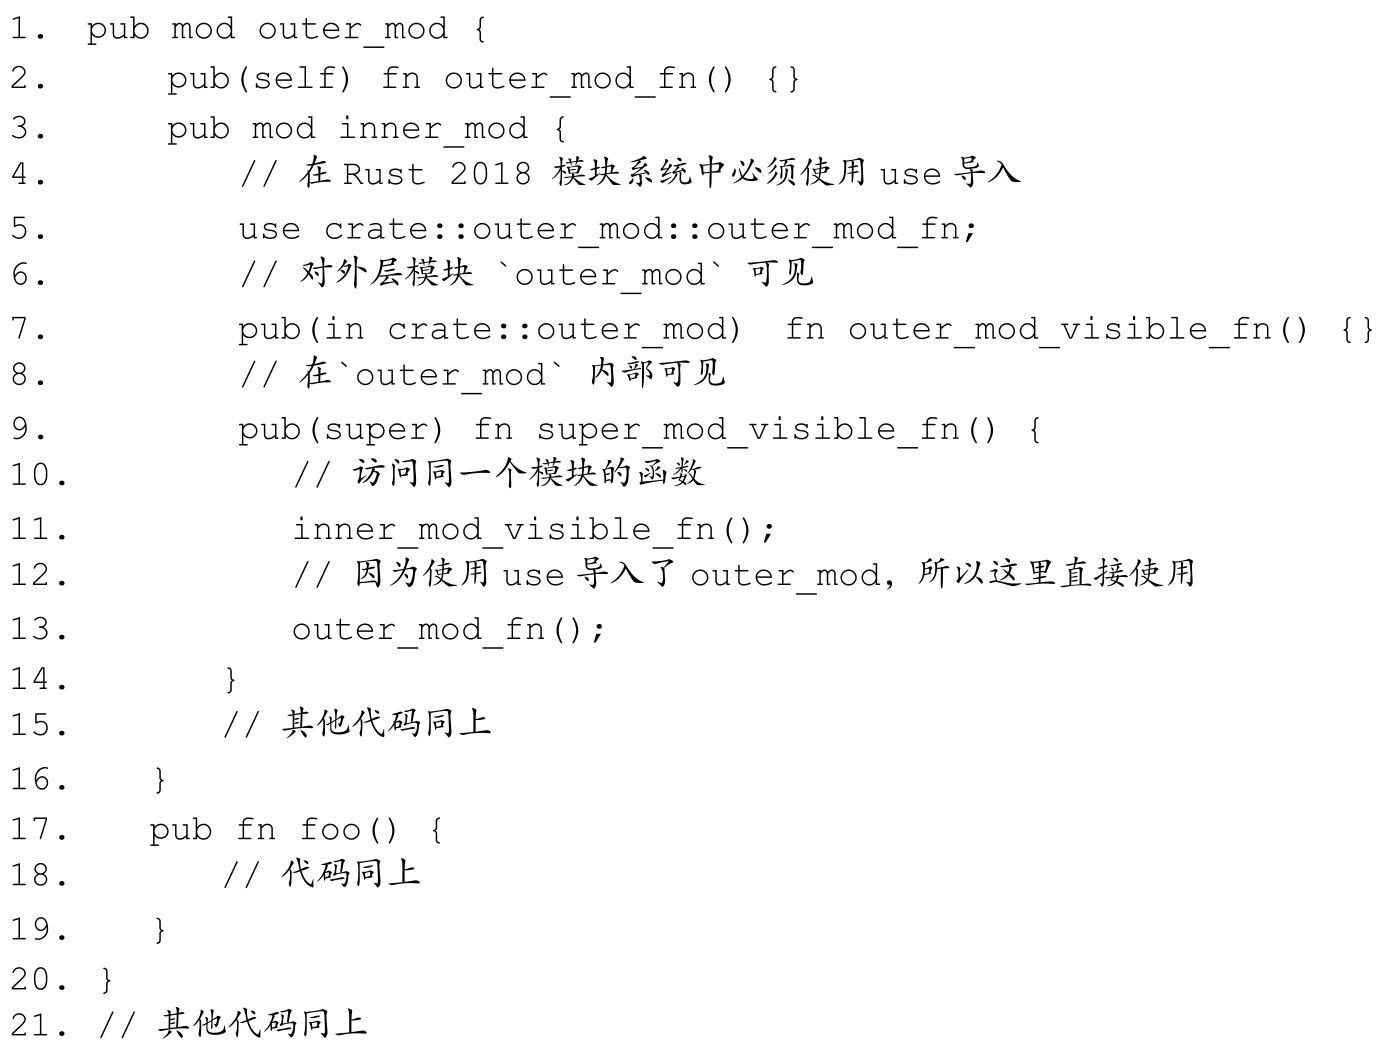 1. pub mod outer_mod {
2.     pub(self) fn outer_mod_fn() {}
3.     pub mod inner_mod {
4.         // 在 Rust 2018 模块系统中必须使用 use 导入
5.         use crate::outer_mod::outer_mod_fn;
6.         // 对外层模块 `outer_mod` 可见
7.         pub(in crate::outer_mod)  fn outer_mod_visible_fn() {}
8.         // 在`outer_mod` 内部可见
9.         pub(super) fn super_mod_visible_fn() {
10.            // 访问同一个模块的函数
11.            inner_mod_visible_fn();
12.            // 因为使用 use 导入了 outer_mod，所以这里直接使用
13.            outer_mod_fn();
14.        }
15.        // 其他代码同上
16.    }
17.    pub fn foo() {
18.        // 代码同上
19.    }
20. }
21. // 其他代码同上